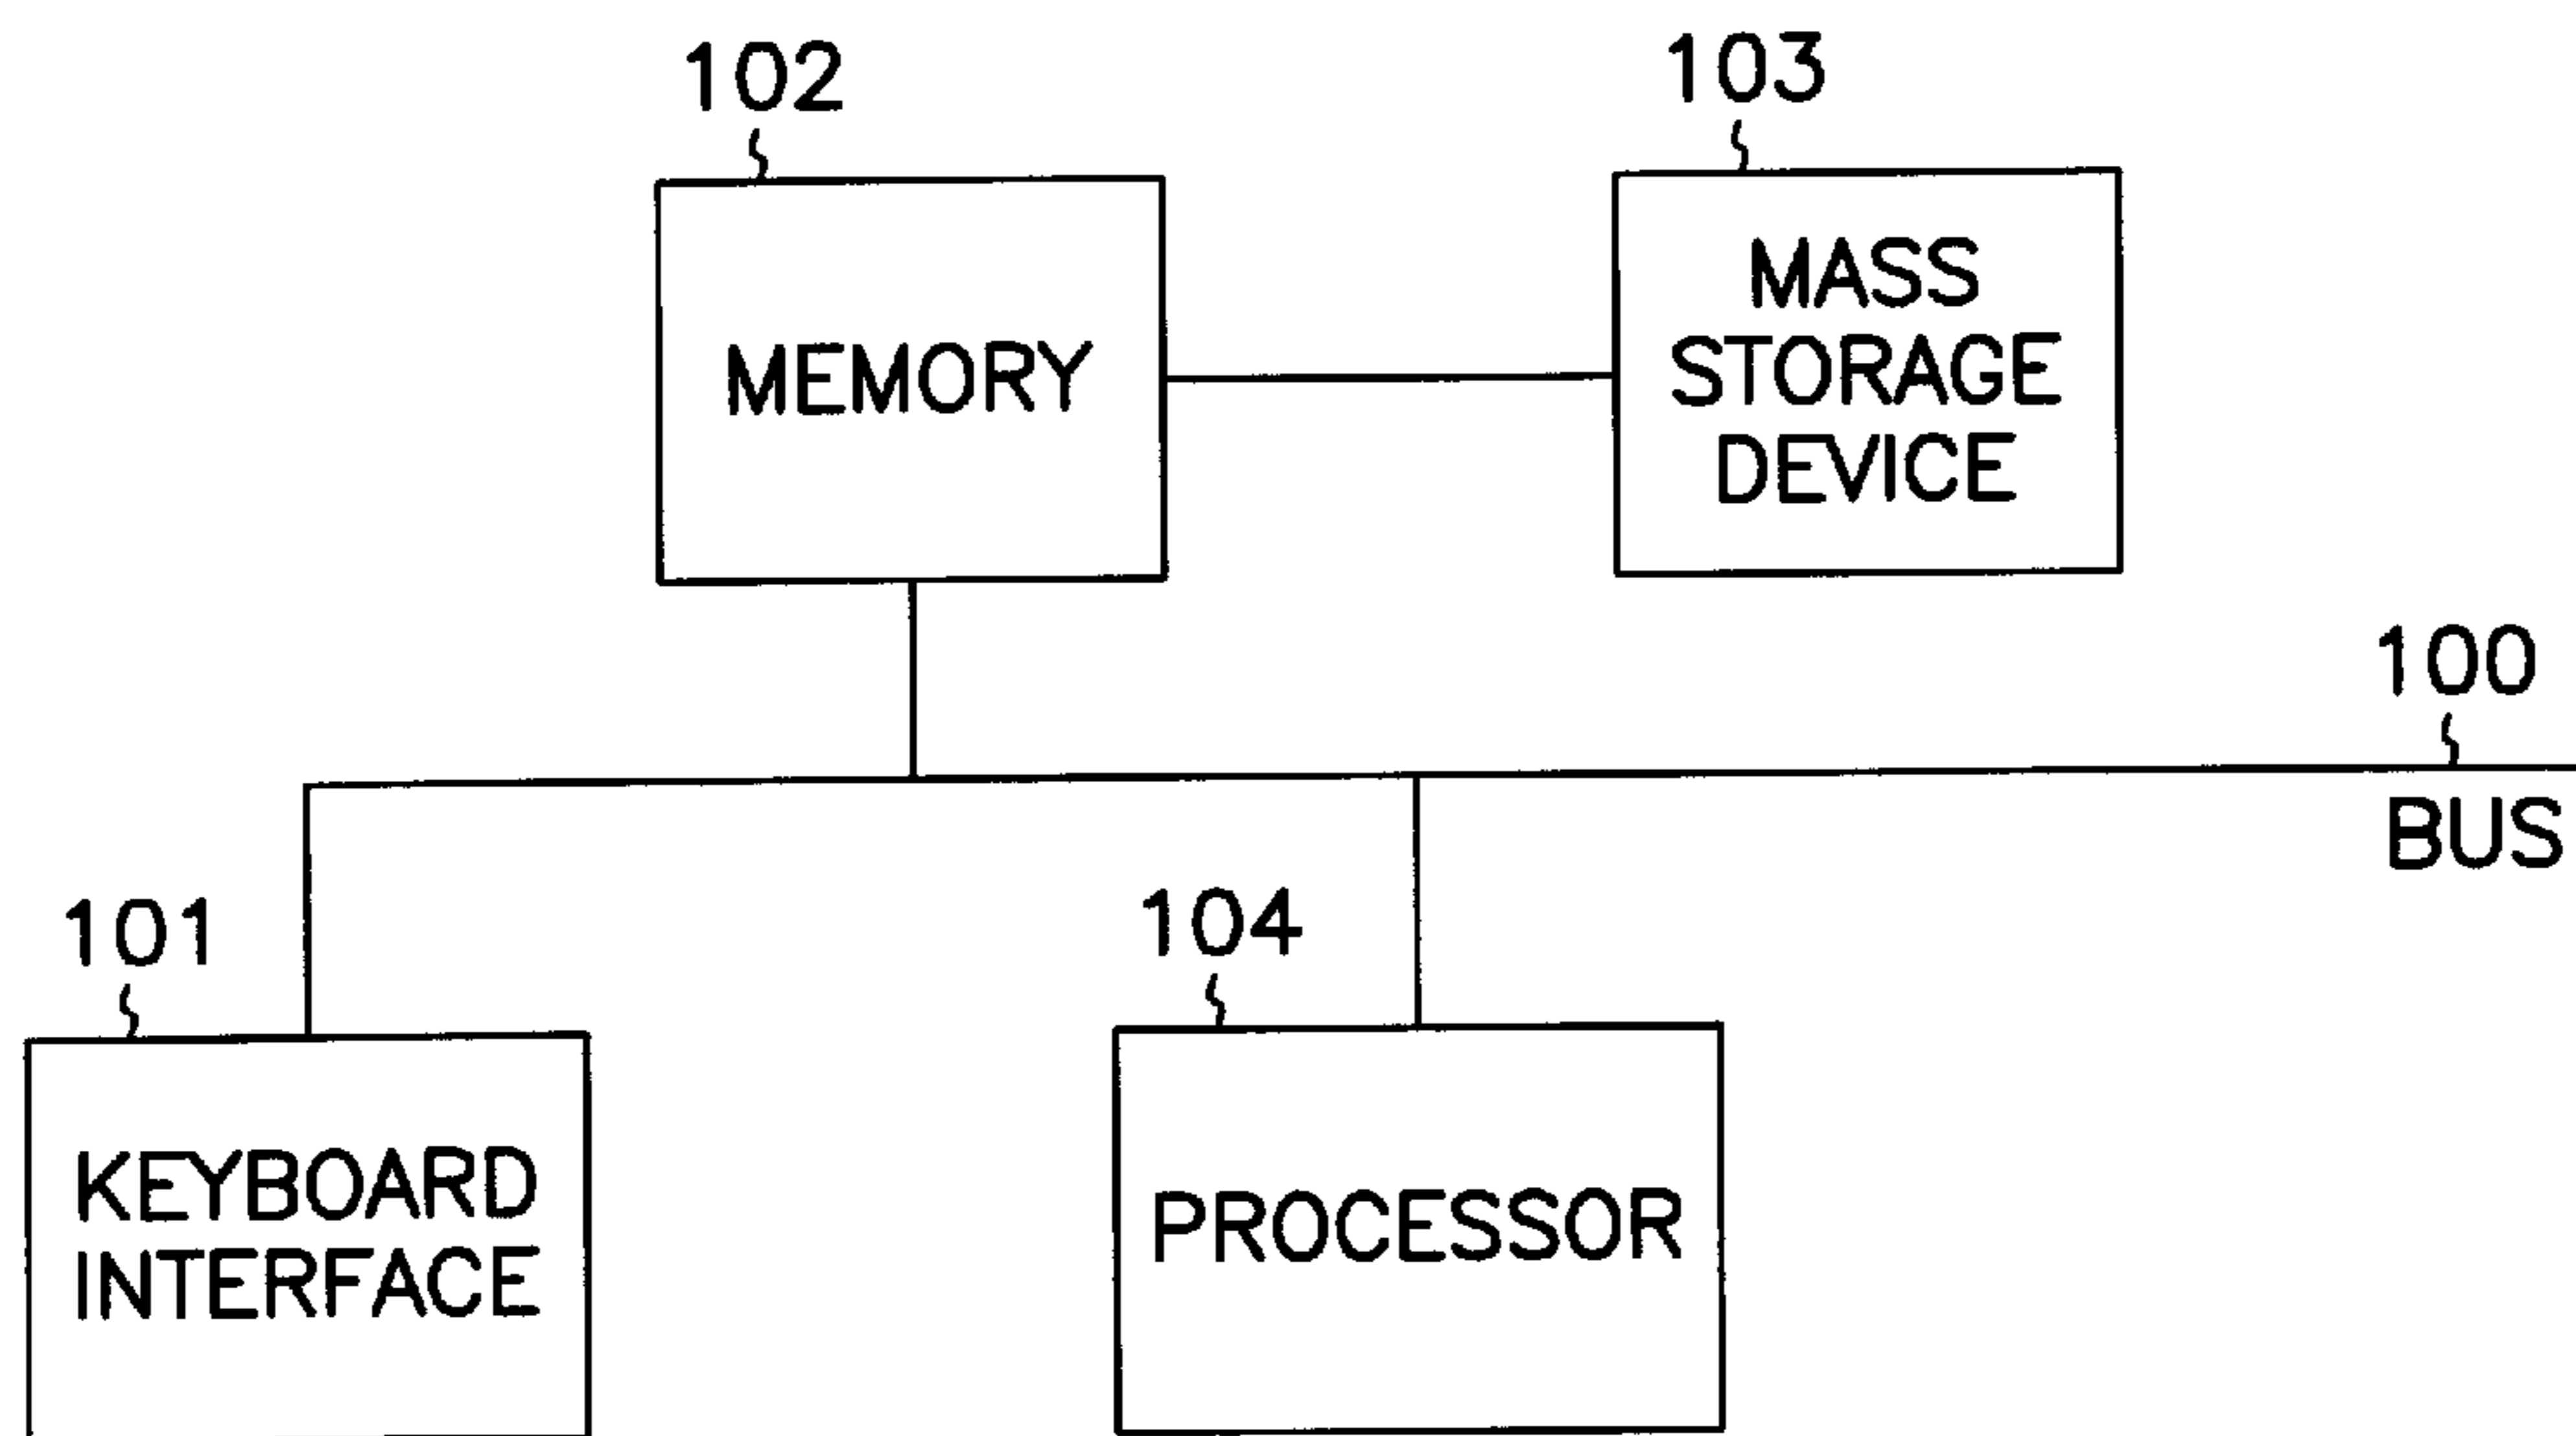 102
103
MEMORY
MASS
STORAGE
DEVICE
100
BUS
101
104
KEYBOARD
INTERFACE
PROCESSOR